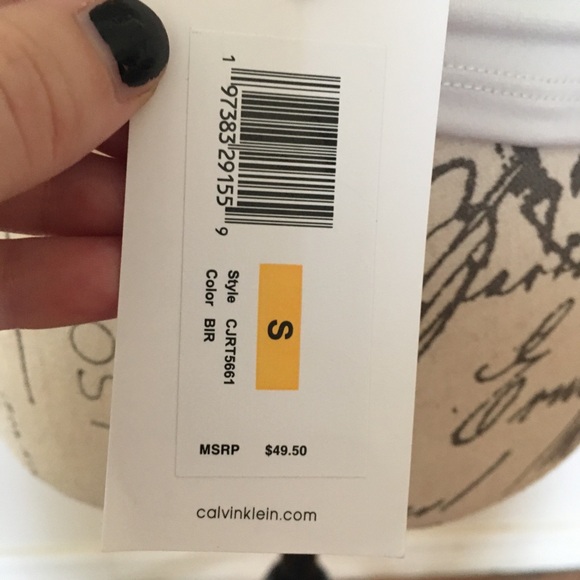 1 97383 29155 9
Style CJRT5661
Color BIR
S
MSRP $49.50
calvinklein.com